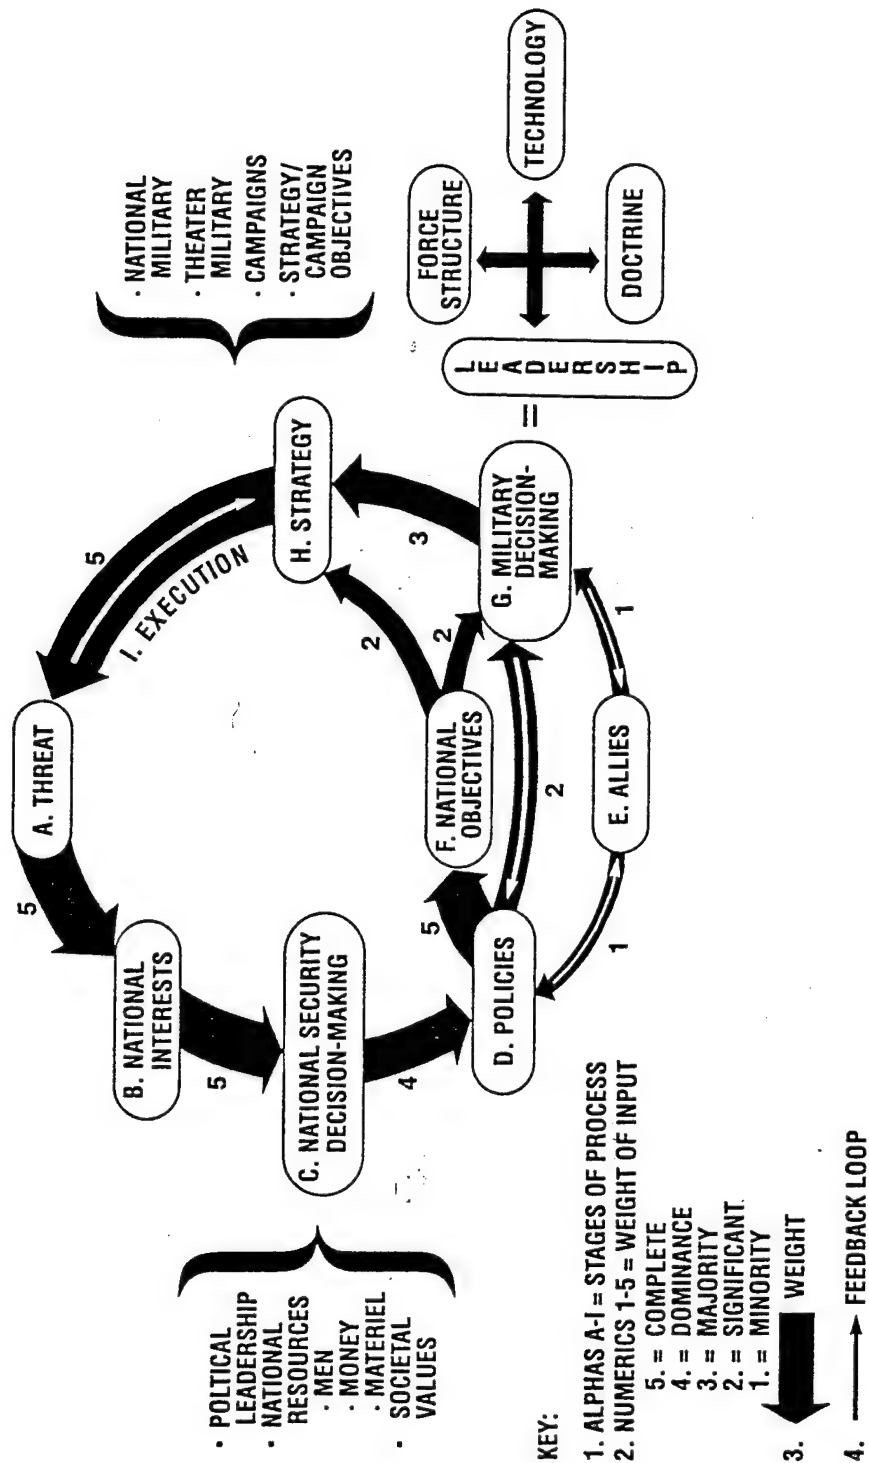 A. THREAT
5
B. NATIONAL
INTERESTS
5
C. NATIONAL SECURITY
DECISION-MAKING
· POLTICAL
LEADERSHIP
· NATIONAL
RESOURCES
· MEN
· MONEY
· MATERIEL
· SOCIETAL
VALUES
4
D. POLICIES
5
F. NATIONAL
OBJECTIVES
2
2
2
1
E. ALLIES
1
G. MILITARY
DECISION-
MAKING
3
H. STRATEGY
5
I. EXECUTION
· NATIONAL
MILITARY
· THEATER
MILITARY
· CAMPAIGNS
· STRATEGY/
CAMPAIGN
OBJECTIVES
=
LEADERSHIP
FORCE
STRUCTURE
TECHNOLOGY
DOCTRINE
KEY:
1. ALPHAS A-I = STAGES OF PROCESS
2. NUMERICS 1-5 = WEIGHT OF INPUT
5. = COMPLETE
4. = DOMINANCE
3. = MAJORITY
2. = SIGNIFICANT
1. = MINORITY
3. WEIGHT
4. FEEDBACK LOOP